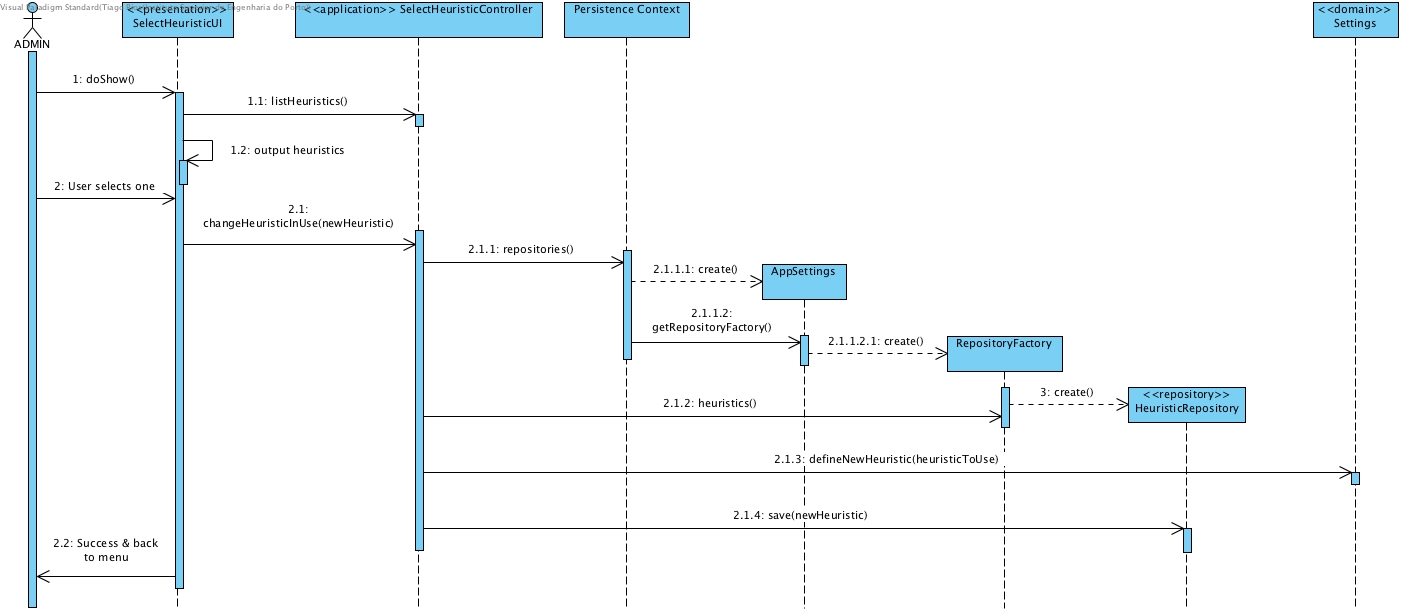 Visual Paradigm Standard(Tiago Engenharia do Porto)
<<application>> SelectHeuristicController
Persistence Context
<<domain>>
Settings
SelectHeuristicUI
ADMIN
1: doShow()
1.1: listHeuristics()
1.2: output heuristics
2: User selects one
2.1:
changeHeuristicInUse(newHeuristic)
2.1.1: repositories()
2.1.1.1: create()
AppSettings
2.1.1.2:
getRepositoryFactory()
2.1.1.2.1: create()
RepositoryFactory
3: create()
<<repository>>
HeuristicRepository
2.1.2: heuristics()
2.1.3: defineNewHeuristic(heuristicToUse)
2.1.4: save(newHeuristic)
2.2: Success & back
to menu